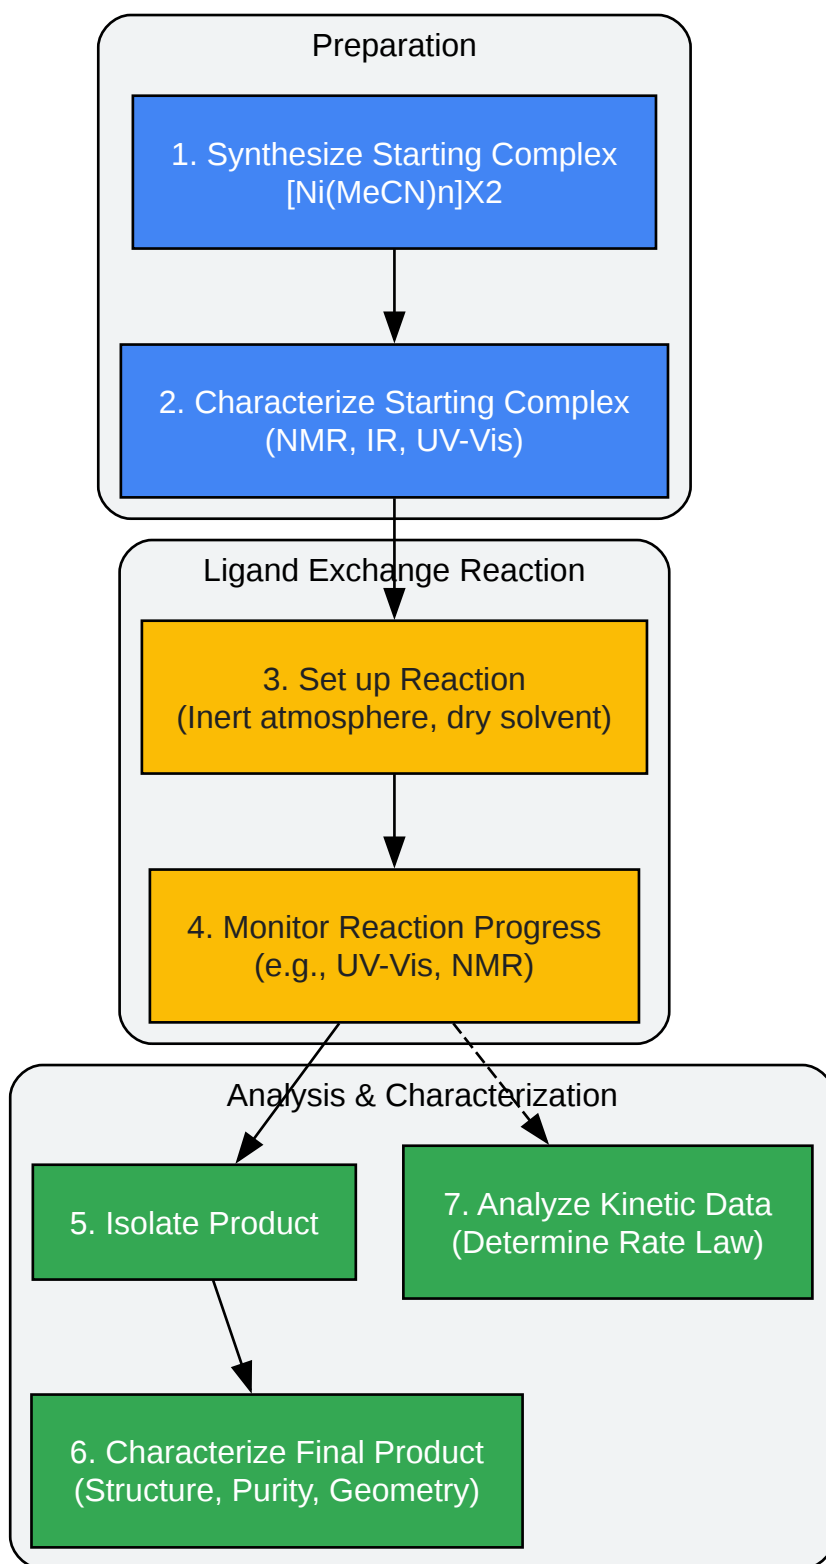 Preparation
1. Synthesize Starting Complex
[Ni(MeCN)n]X2
2. Characterize Starting Complex
(NMR, IR, UV-Vis)
Ligand Exchange Reaction
3. Set up Reaction
(Inert atmosphere, dry solvent)
4. Monitor Reaction Progress
(e.g., UV-Vis, NMR)
Analysis & Characterization
5. Isolate Product
7. Analyze Kinetic Data
(Determine Rate Law)
6. Characterize Final Product
(Structure, Purity, Geometry)